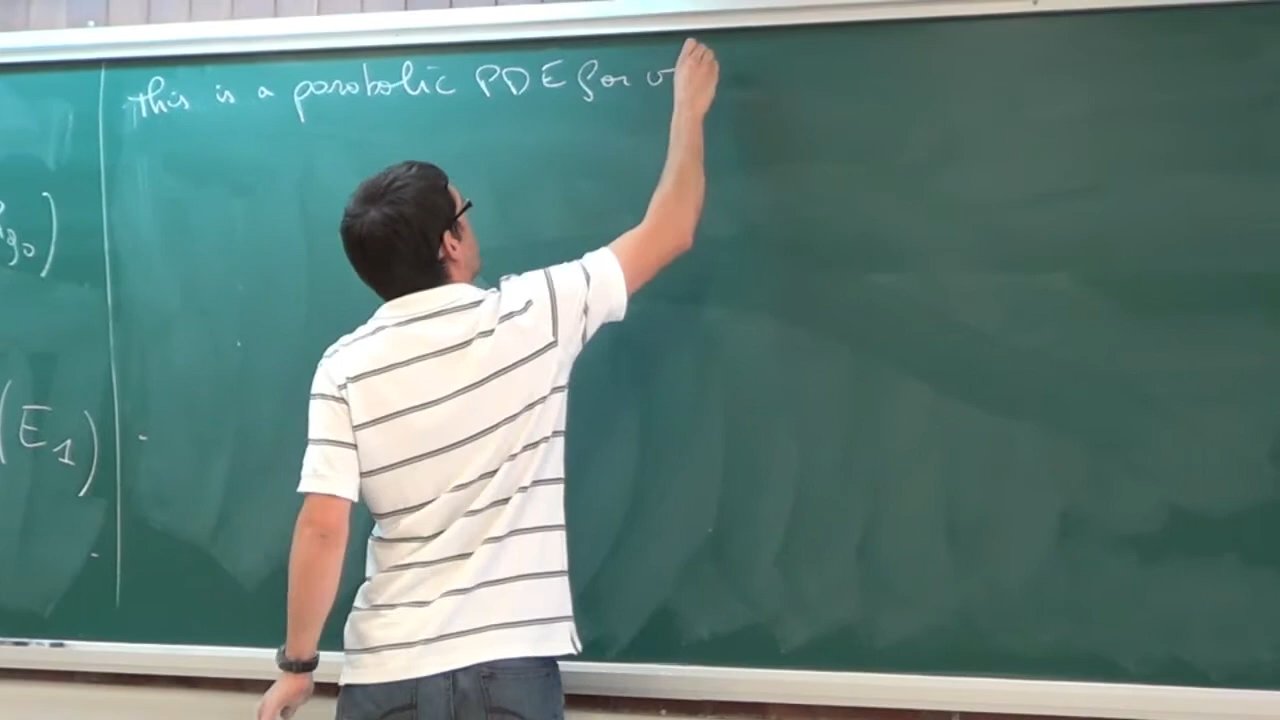 g₀)
(E₁)
This is a parabolic PDE for v